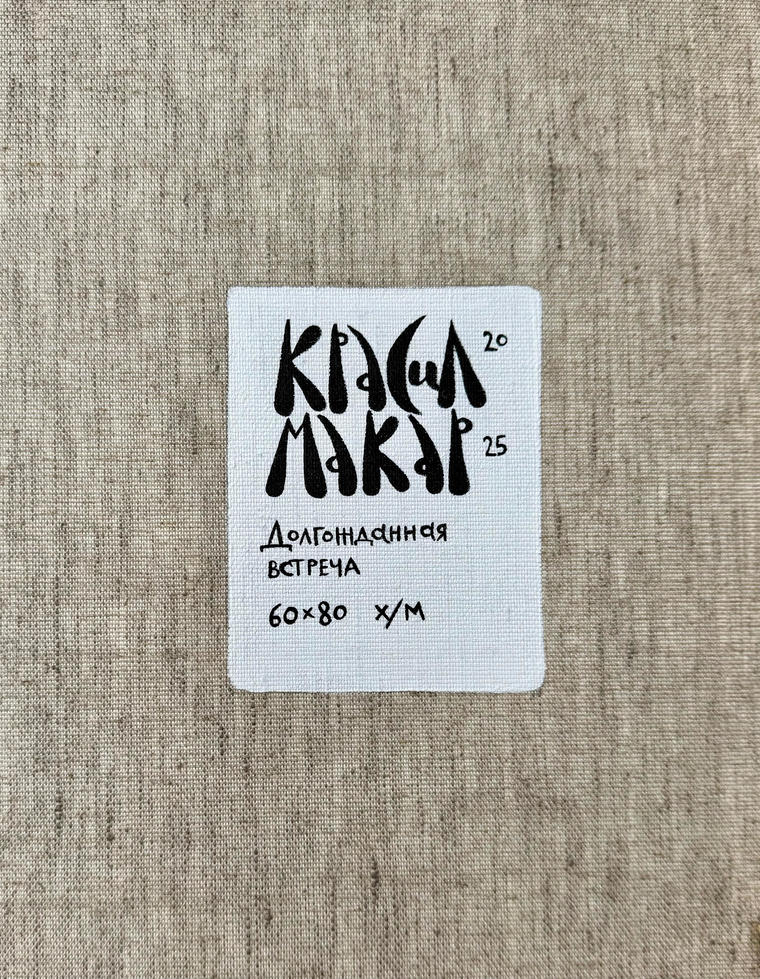 КРАСИЛ 20
МАКАР 25
Долгожданная
ВСТРЕЧА
60×80 х/м